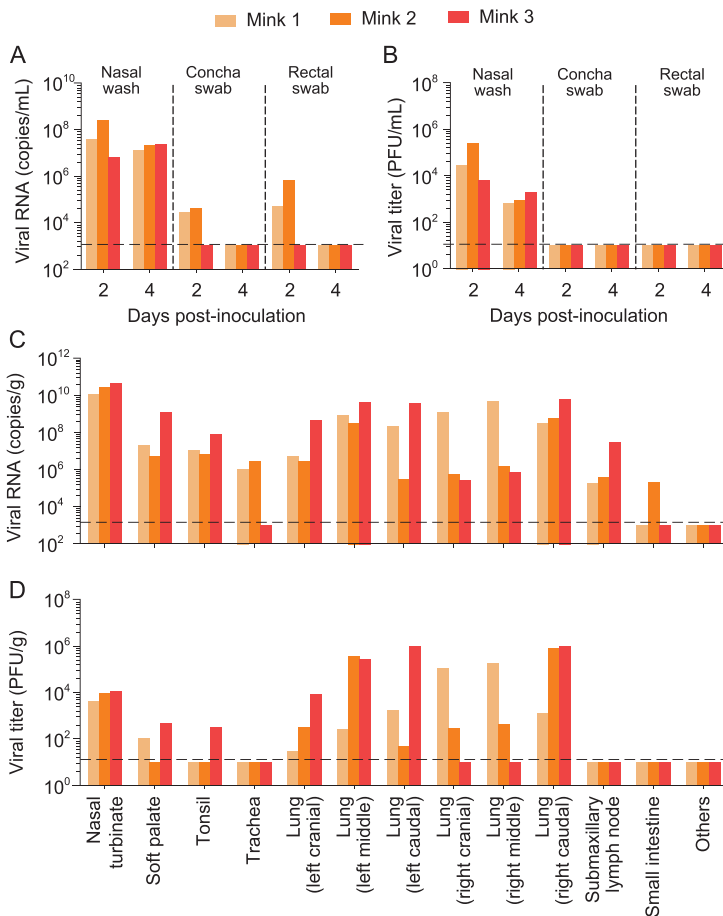 Mink 1 Mink 2 Mink 3
A
B
Nasal wash Concha swab Rectal swab
Viral RNA (copies/mL)
10^10
10^8
10^6
10^4
10^2
2 4 2 4 2 4
Days post-inoculation
Nasal wash Concha swab Rectal swab
Viral titer (PFU/mL)
10^8
10^6
10^4
10^2
10^0
2 4 2 4 2 4
Days post-inoculation
C
Viral RNA (copies/g)
10^12
10^10
10^8
10^6
10^4
10^2
D
Viral titer (PFU/g)
10^8
10^6
10^4
10^2
10^0
Nasal
turbinate
Soft palate
Tonsil
Trachea
Lung
(left cranial)
Lung
(left middle)
Lung
(left caudal)
Lung
(right cranial)
Lung
(right middle)
Lung
(right caudal)
Submaxillary
lymph node
Small intestine
Others